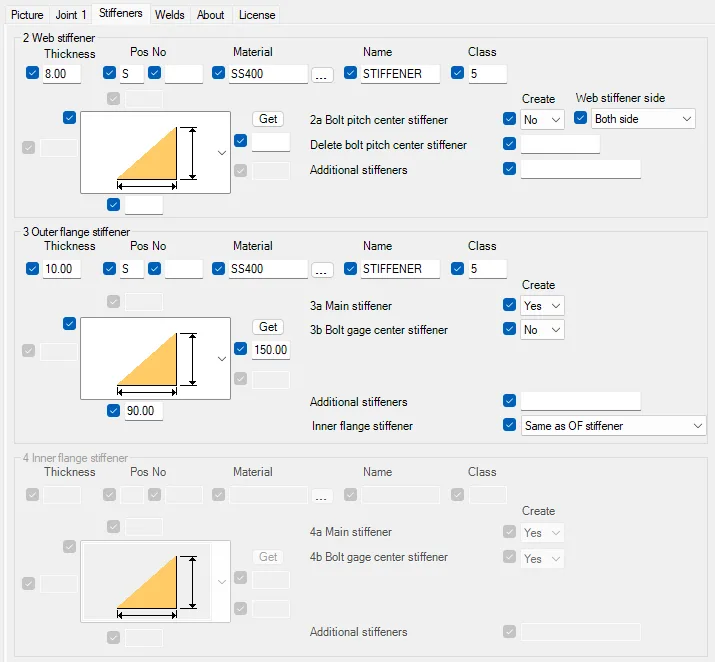 Picture Joint 1 Stiffeners Welds About License
2 Web stiffener
Thickness Pos No Material Name Class
8.00 S SS400 ... STIFFENER 5
Create Web stiffener side
Get 2a Bolt pitch center stiffener No Both side
Delete bolt pitch center stiffener
Additional stiffeners
3 Outer flange stiffener
Thickness Pos No Material Name Class
10.00 S SS400 ... STIFFENER 5
Create
3a Main stiffener Yes
Get 3b Bolt gage center stiffener No
150.00
90.00 Additional stiffeners
Inner flange stiffener Same as OF stiffener
4 Inner flange stiffener
Thickness Pos No Material Name Class
...
Create
4a Main stiffener Yes
Get 4b Bolt gage center stiffener Yes
Additional stiffeners